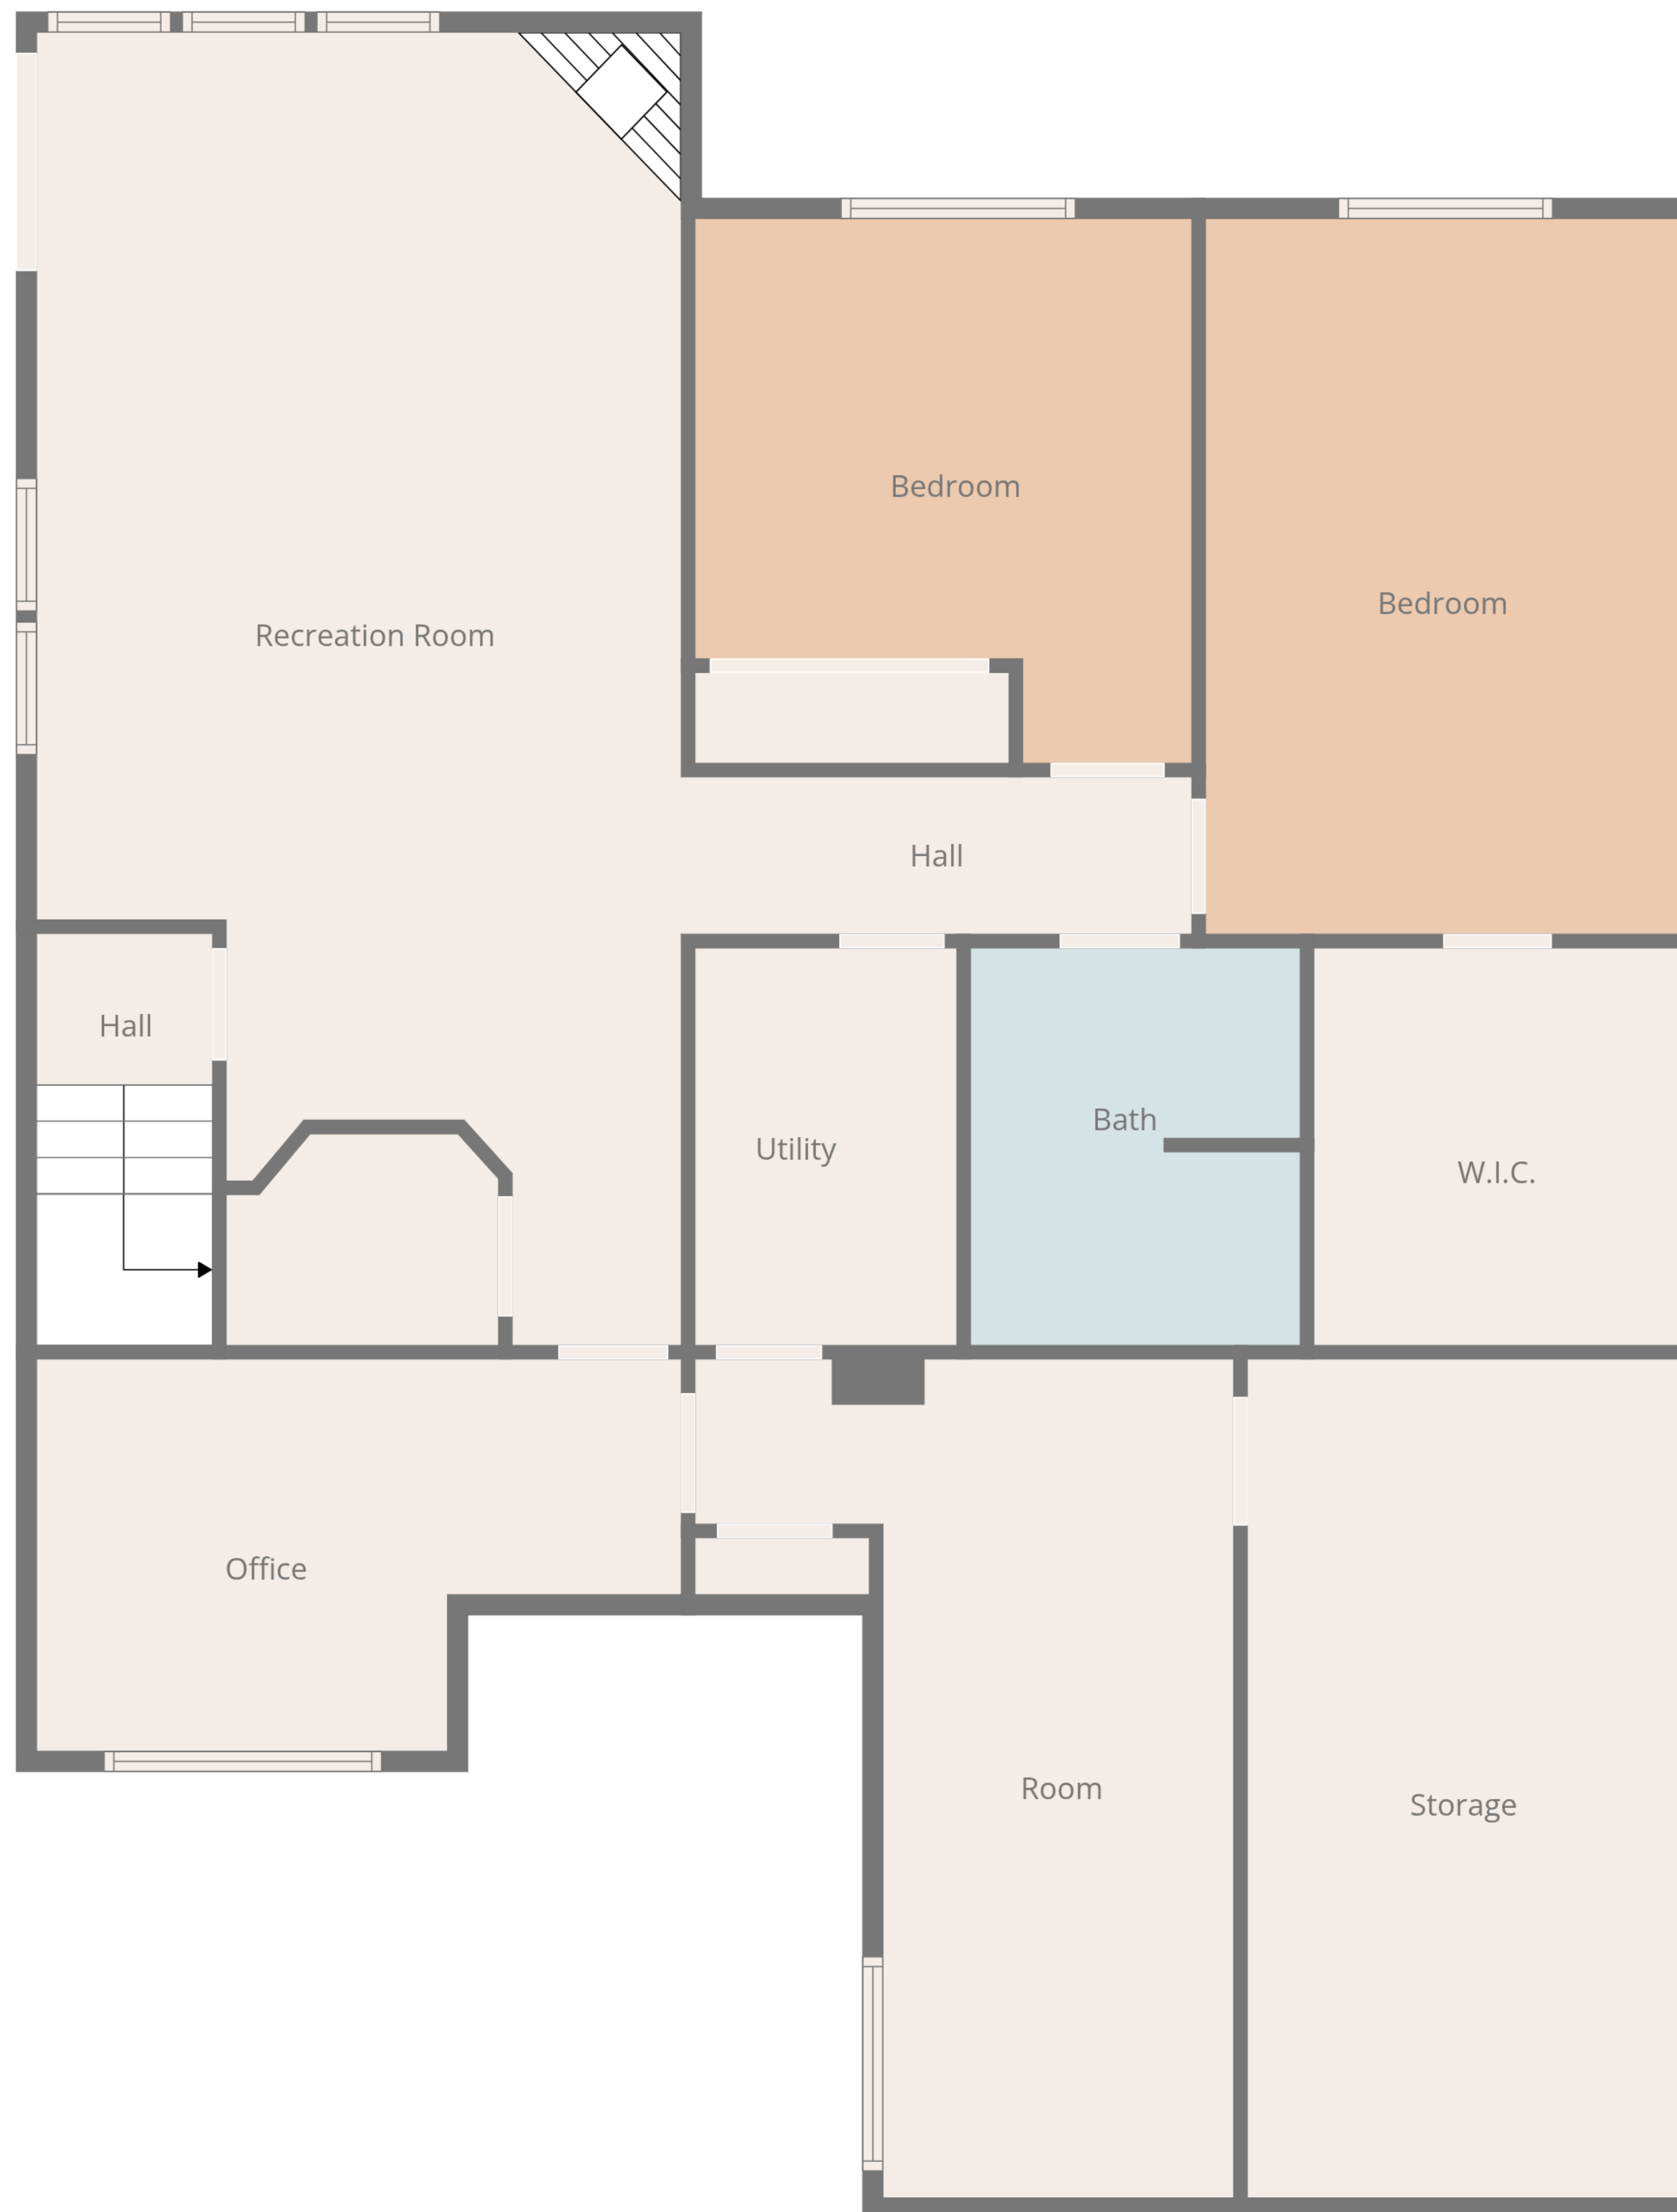 Bedroom
Bedroom
Recreation Room
Hall
Hall
Bath
Utility
W.I.C.
Office
Room
Storage